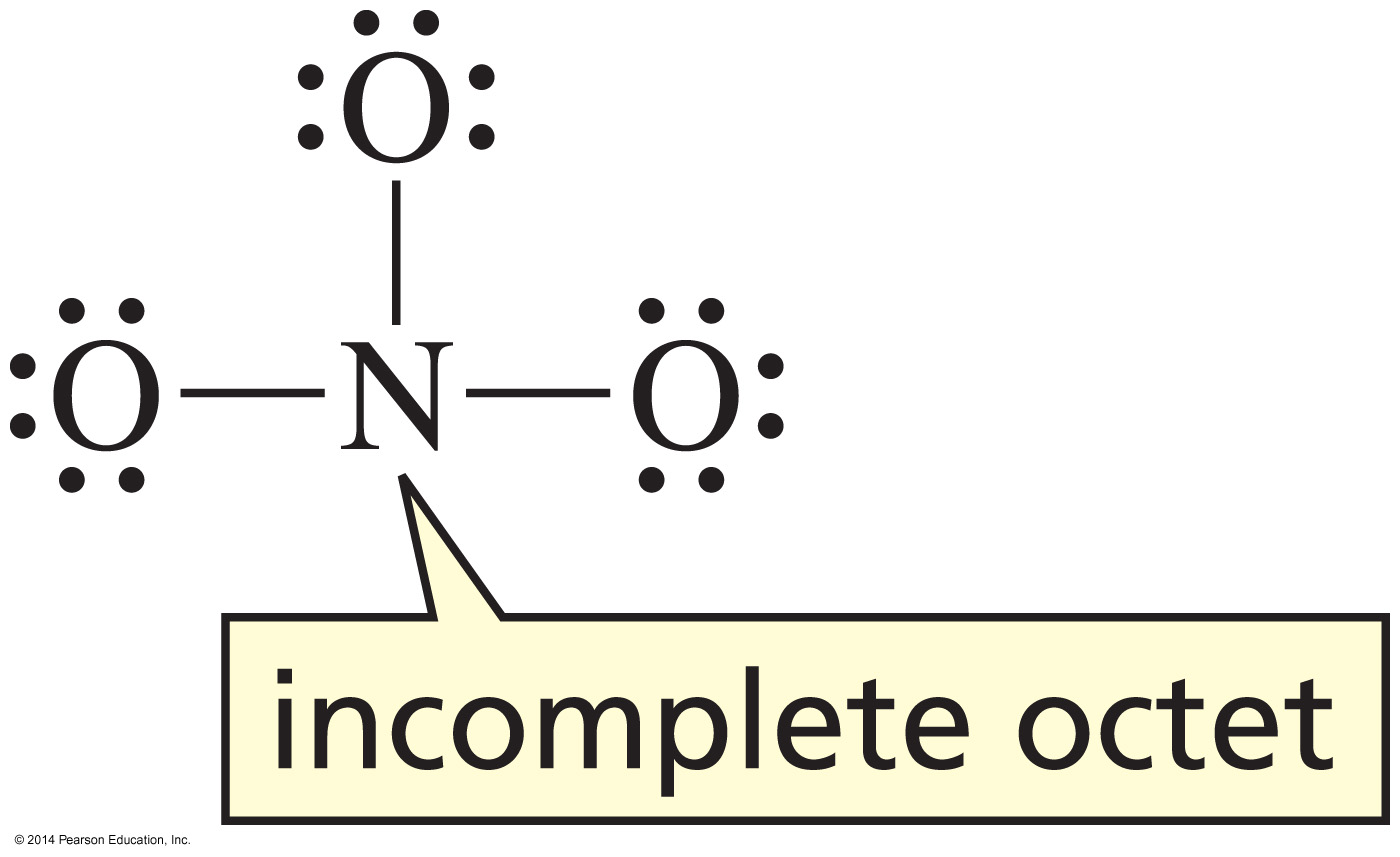 O
O N O
incomplete octet
© 2014 Pearson Education, Inc.